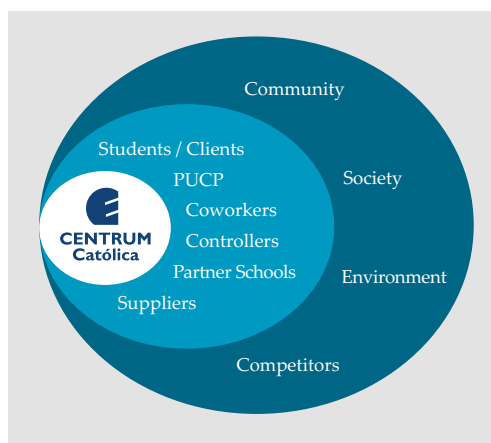 Community
Students / Clients
PUCP
Society
Coworkers
CENTRUM
Católica
Controllers
Partner Schools
Environment
Suppliers
Competitors